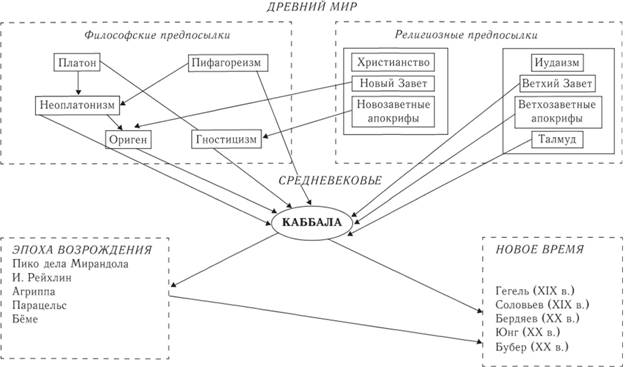 ДРЕВНИЙ МИР
Философские предпосылки
Религиозные предпосылки
Платон
Пифагореизм
Неоплатонизм
Ориген
Гностицизм
Христианство
Новый Завет
Новозаветные
апокрифы
Иудаизм
Ветхий Завет
Ветхозаветные
апокрифы
Талмуд
СРЕДНЕВЕКОВЬЕ
КАББАЛА
ЭПОХА ВОЗРОЖДЕНИЯ
Пико дела Мирандола
И. Рейхлин
Агриппа
Парацельс
Бёме
НОВОЕ ВРЕМЯ
Гегель (XIX в.)
Соловьев (XIX в.)
Бердяев (XX в.)
Юнг (XX в.)
Бубер (XX в.)